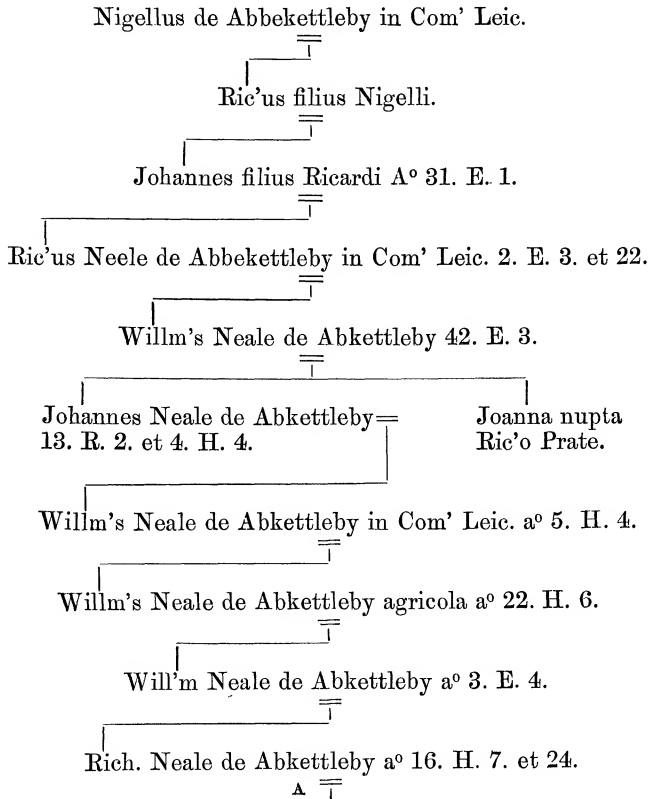 Nigellus de Abbekettleby in Com' Leic.
Ric'us filius Nigelli.
Johannes filius Ricardi Aº 31. E. 1.
Ric'us Neele de Abbekettleby in Com' Leic. 2. E. 3. et 22.
Willm's Neale de Abkettleby 42. E. 3.
Johannes Neale de Abkettleby
13. R. 2. et 4. H. 4.
Joanna nupta
Ric'o Prate.
Willm's Neale de Abkettleby in Com' Leic. aº 5. H. 4.
Willm's Neale de Abkettleby agricola aº 22. H. 6.
Will'm Neale de Abkettleby aº 3. E. 4.
Rich. Neale de Abkettleby aº 16. H. 7. et 24.
A